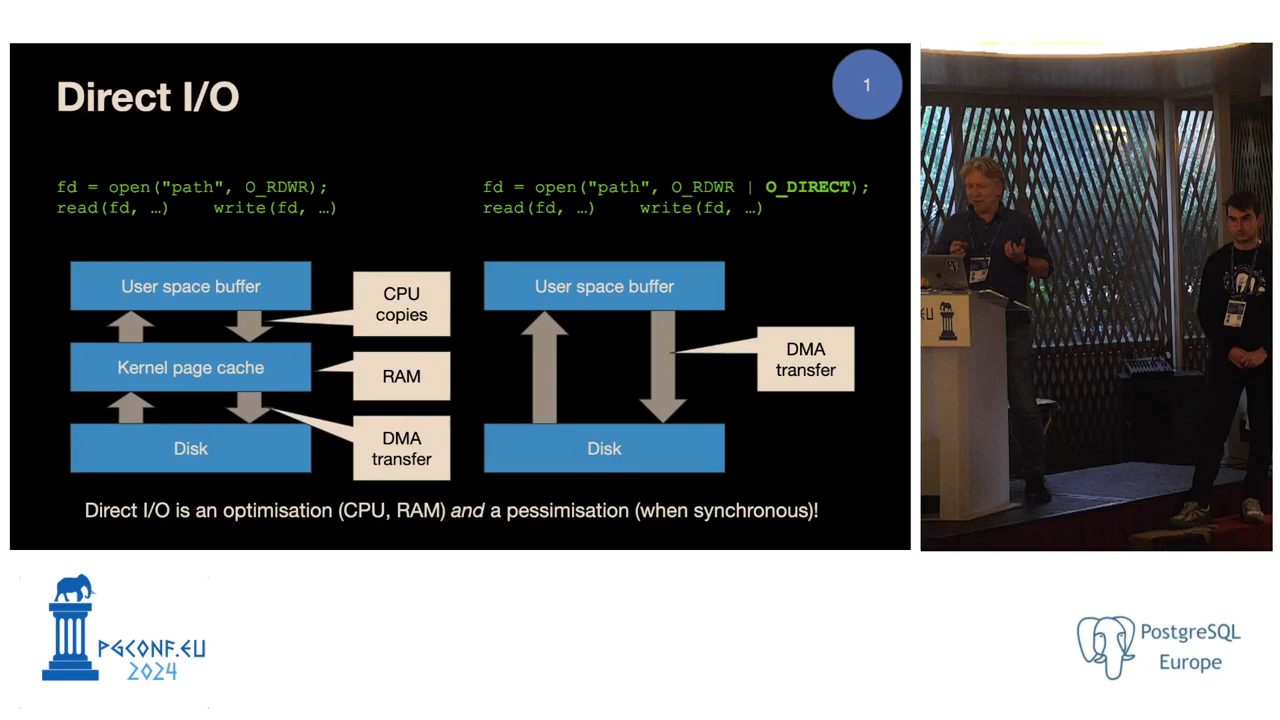 Direct I/O
1
fd = open("path", O_RDWR);
read(fd, …) write(fd, …)
fd = open("path", O_RDWR | O_DIRECT);
read(fd, …) write(fd, …)
User space buffer
CPU
copies
Kernel page cache
RAM
Disk
DMA
transfer
User space buffer
DMA
transfer
Disk
Direct I/O is an optimisation (CPU, RAM) and a pessimisation (when synchronous)!
EU
PGCONF.EU
2024
PostgreSQL
Europe